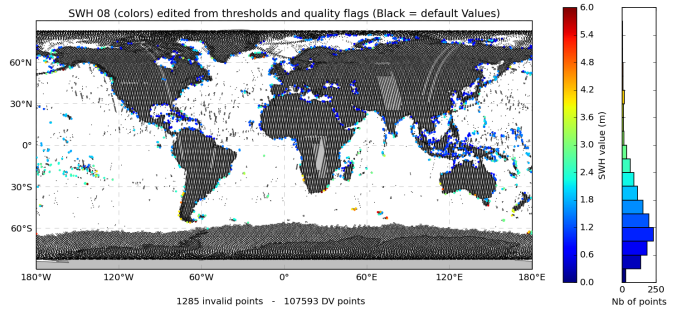 SWH 08 (colors) edited from thresholds and quality flags (Black = default Values)
60°N
30°N
0°
30°S
60°S
180°W 120°W 60°W 0° 60°E 120°E 180°E
1285 invalid points - 107593 DV points
6.0
5.4
4.8
4.2
3.6
3.0
2.4
1.8
1.2
0.6
0.0
SWH value (m)
0 250
Nb of points